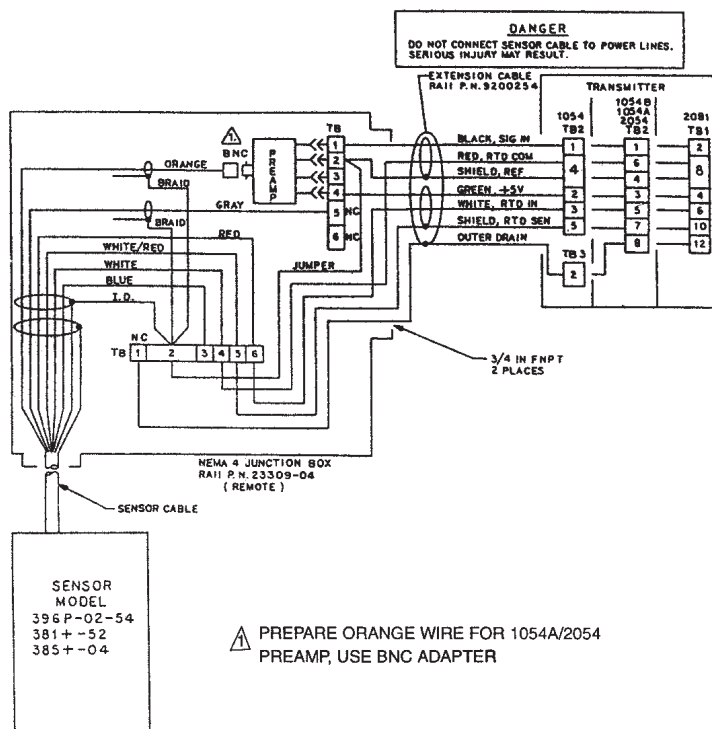 DANGER
DO NOT CONNECT SENSOR CABLE TO POWER LINES.
SERIOUS INJURY MAY RESULT.
EXTENSION CABLE
RAII P.N. 9200254
TRANSMITTER
1054
TB2
1054B
1054A
2054
TB2
2081
TB1
TB
1
2
3
4
5 NC
6 NC
1
BNC
PREAMP
ORANGE
BRAID
GRAY
BRAID
RED
WHITE/RED
WHITE
BLUE
I.D.
JUMPER
BLACK, SIG IN
RED, RTD COM
SHIELD, REF
GREEN, +5V
WHITE, RTD IN
SHIELD, RTD SEN
OUTER DRAIN
1
4
2
3
5
TB3
2
1
6
4
2
5
7
8
2
8
4
6
10
12
NC
TB 1 2 3 4 5 6
3/4 IN FNPT
2 PLACES
NEMA 4 JUNCTION BOX
RAII P.N. 23309-04
(REMOTE)
SENSOR CABLE
SENSOR
MODEL
396P-02-54
381+-52
385+-04
1 PREPARE ORANGE WIRE FOR 1054A/2054
PREAMP, USE BNC ADAPTER